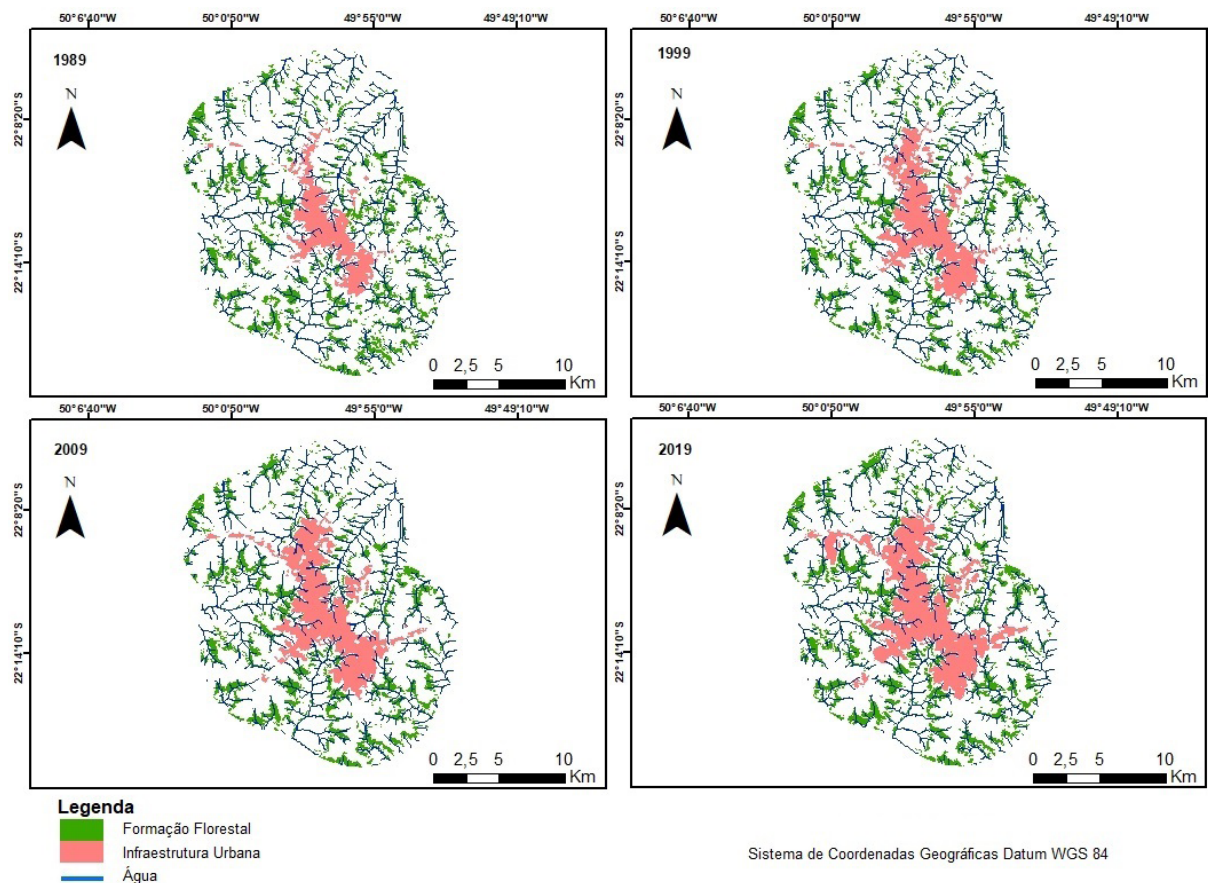 50°6'40"W 50°0'50"W 49°55'0"W 49°49'10"W
1989
N
22°8'20"S
22°14'10"S
0 2,5 5 10
Km
50°6'40"W 50°0'50"W 49°55'0"W 49°49'10"W
1999
N
22°8'20"S
22°14'10"S
0 2,5 5 10
Km
50°6'40"W 50°0'50"W 49°55'0"W 49°49'10"W
2009
N
22°8'20"S
22°14'10"S
0 2,5 5 10
Km
50°6'40"W 50°0'50"W 49°55'0"W 49°49'10"W
2019
N
22°8'20"S
22°14'10"S
0 2,5 5 10
Km
Legenda
Formação Florestal
Infraestrutura Urbana
Água
Sistema de Coordenadas Geográficas Datum WGS 84